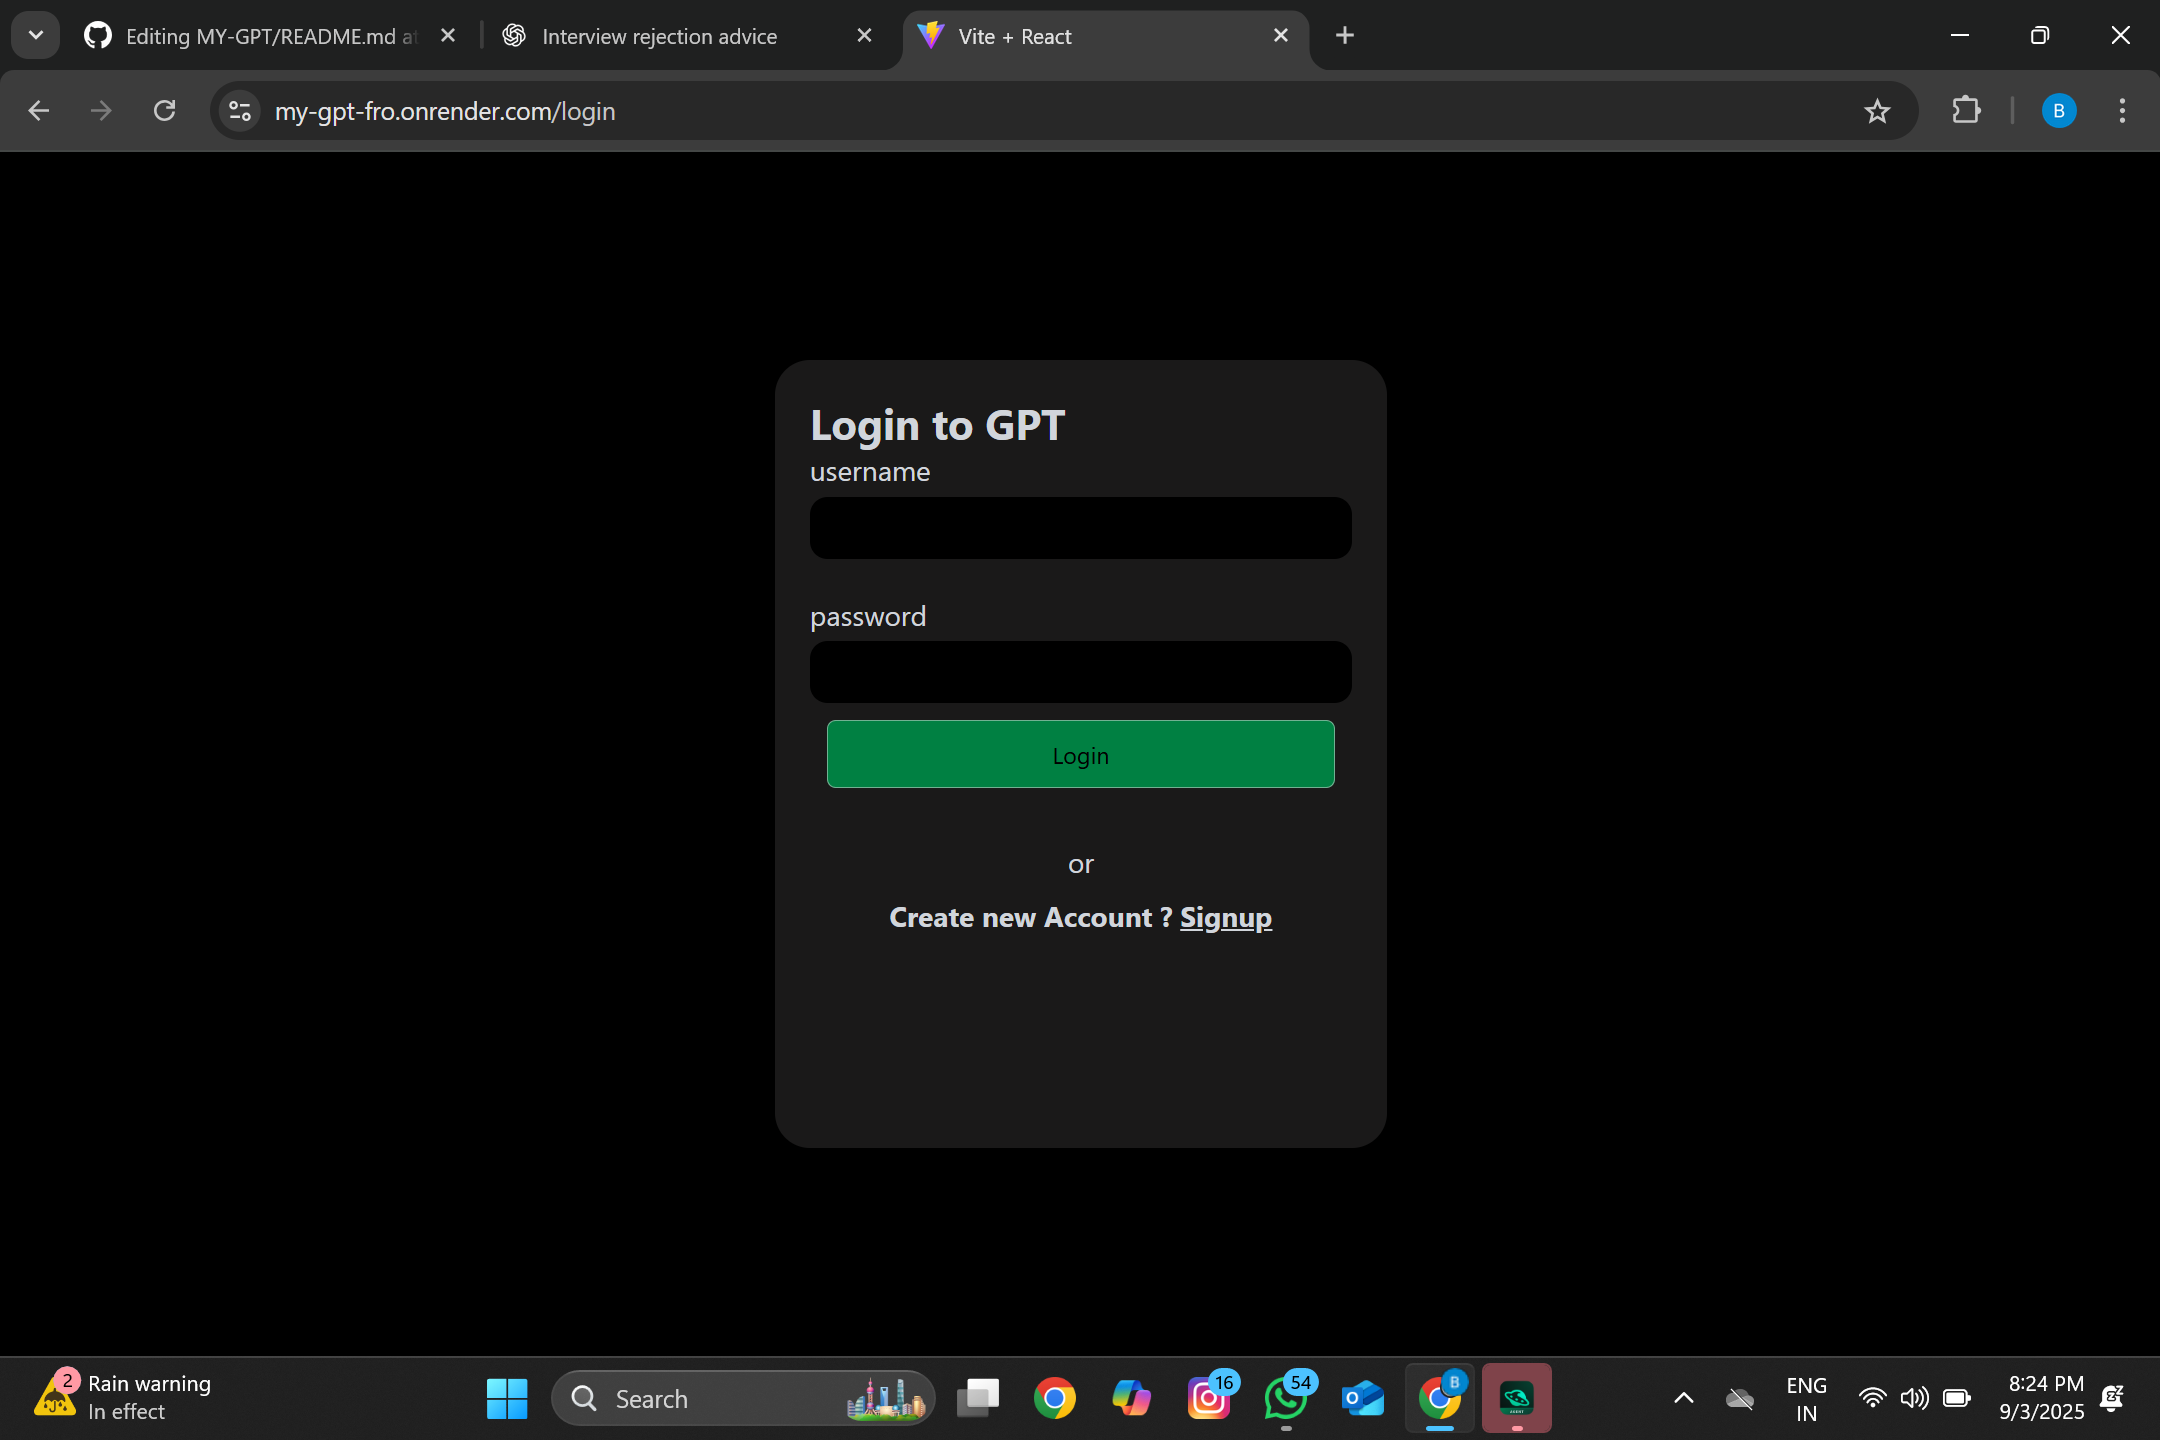 Editing MY-GPT/README.md at
Interview rejection advice
Vite + React
my-gpt-fro.onrender.com/login
B
Login to GPT
username
password
Login
or
Create new Account ? Signup
2
Rain warning
In effect
Search
16
54
B
AGENT
ENG
IN
8:24 PM
9/3/2025